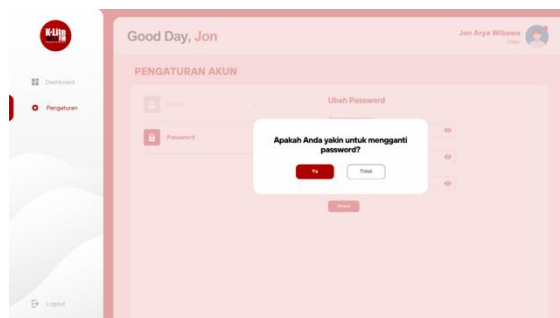 K-Lite
FM
Good Day, Jon
Jon Arya Wibawa
Dashboard
PENGATURAN AKUN
Pengaturan
Ubah Password
Password
Apakah Anda yakin untuk mengganti
password?
Ya
Tidak
Logout